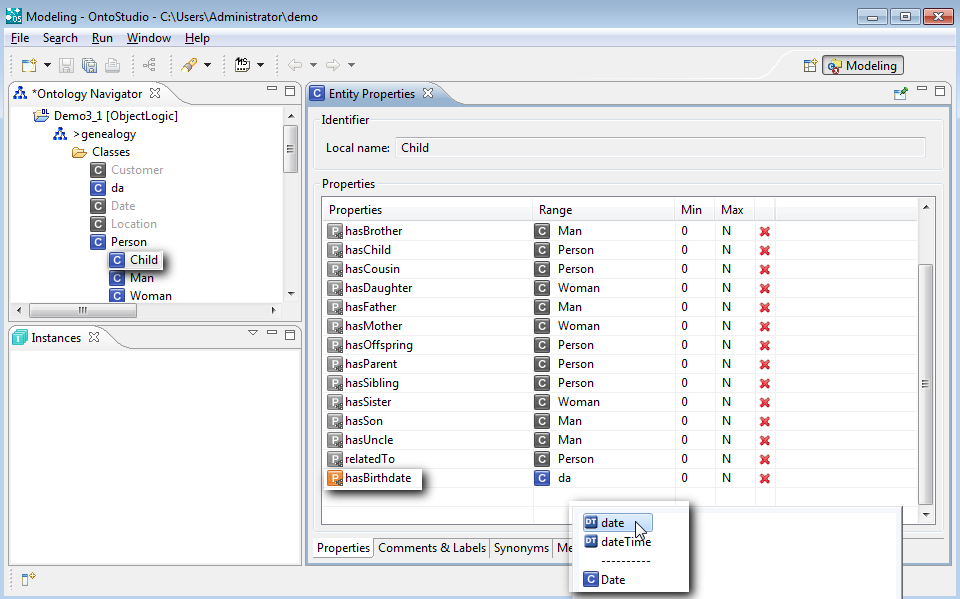 Modeling - OntoStudio - C:\Users\Administrator\demo
File Search Run Window Help
Modeling
*Ontology Navigator
Demo3_1 [ObjectLogic]
>genealogy
Classes
C Customer
C da
C Date
C Location
C Person
C Child
C Man
C Woman
Instances
C Entity Properties
Identifier
Local name: Child
Properties
Properties Range Min Max
P hasBrother C Man 0 N
P hasChild C Person 0 N
P hasCousin C Person 0 N
P hasDaughter C Woman 0 N
P hasFather C Man 0 N
P hasMother C Woman 0 N
P hasOffspring C Person 0 N
P hasParent C Person 0 N
P hasSibling C Person 0 N
P hasSister C Woman 0 N
P hasSon C Man 0 N
P hasUncle C Man 0 N
P relatedTo C Person 0 N
P hasBirthdate C da 0 N
DT date
DT dateTime
----------
C Date
Properties Comments & Labels Synonyms Me